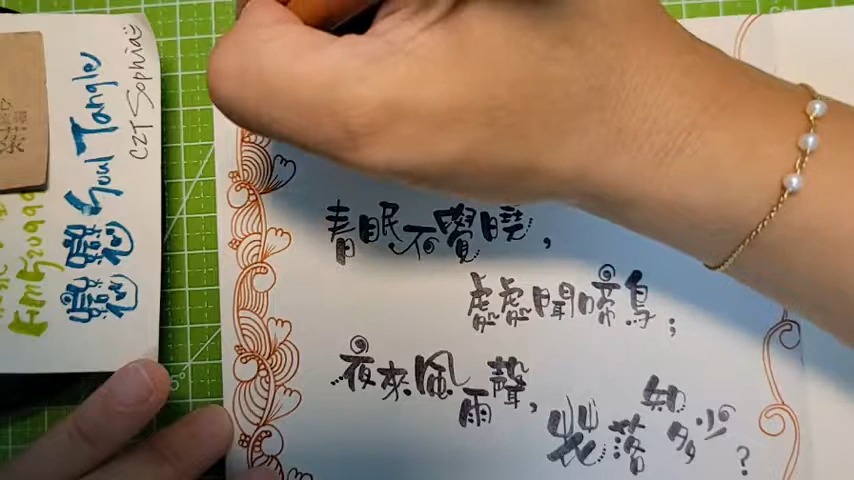 春眠不覺曉,
處處聞啼鳥;
夜來風雨聲,
花落知多少?
Soul Tangle
CZT Sophia